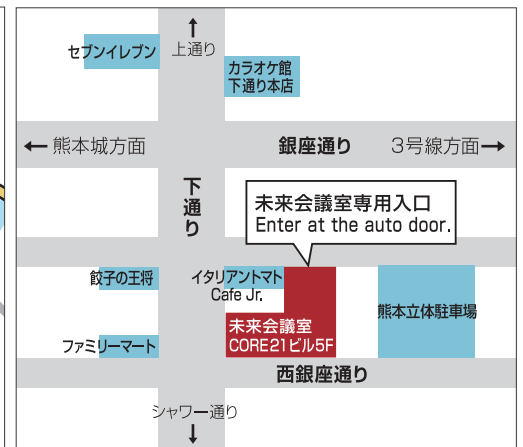 ↑
上通り
セブンイレブン
カラオケ館
下通り本店
← 熊本城方面
銀座通り
3号線方面 →
下通り
未来会議室専用入口
Enter at the auto door.
餃子の王将
イタリアントマト
Cafe Jr.
熊本立体駐車場
未来会議室
CORE21ビル5F
ファミリーマート
西銀座通り
シャワー通り
↓